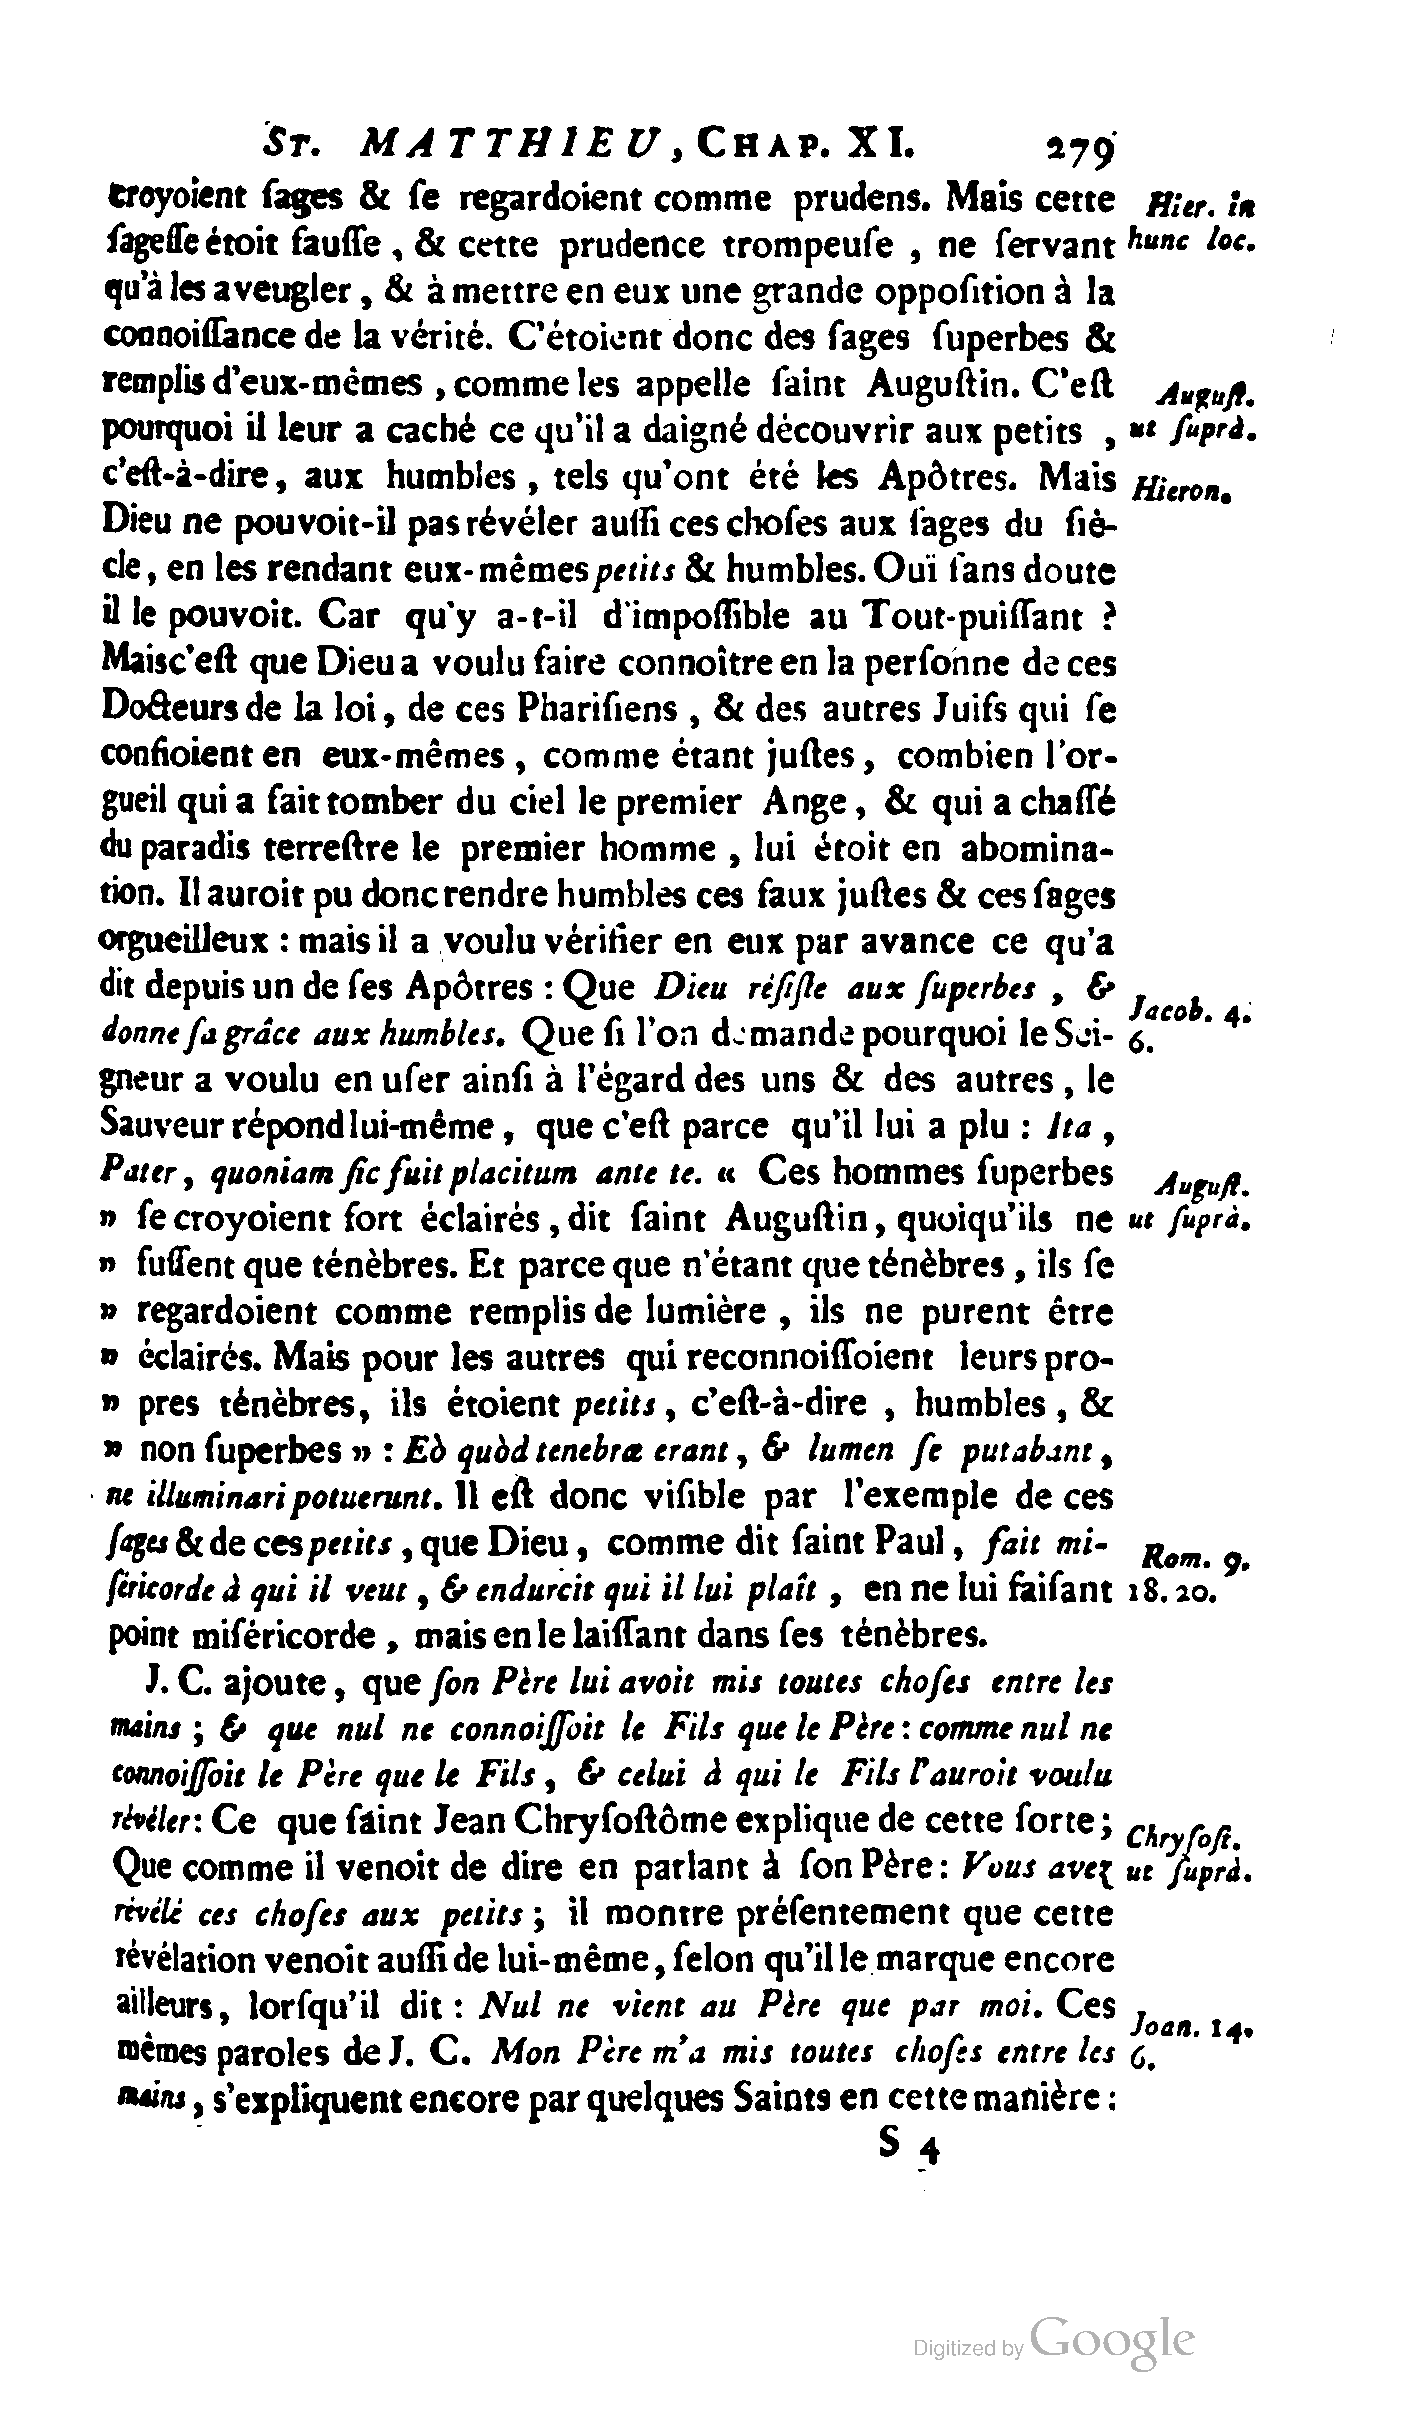 ST. MATTHIEU, CHAP. XI. 279
croyoient ſages & ſe regardoient comme prudens. Mais cette
Hier. in
ſageſſe étoit fauſſe, & cette prudence trompeuſe, ne ſervant
hunc loc.
qu'à les aveugler, & à mettre en eux une grande oppoſition à la
connoiſſance de la vérité. C'étoient donc des ſages ſuperbes &
remplis d'eux-mêmes, comme les appelle ſaint Auguſtin. C'eſt
Auguſt.
pourquoi il leur a caché ce qu'il a daigné découvrir aux petits,
ut ſuprà.
c'eſt-à-dire, aux humbles, tels qu'ont été les Apôtres. Mais
Hieron.
Dieu ne pouvoit-il pas révéler auſſi ces choſes aux ſages du ſiè-
cle, en les rendant eux-mêmes petits & humbles. Ouï ſans doute
il le pouvoit. Car qu'y a-t-il d'impoſſible au Tout-puiſſant ?
Mais c'eſt que Dieu a voulu faire connoître en la perſonne de ces
Docteurs de la loi, de ces Phariſiens, & des autres Juifs qui ſe
confioient en eux-mêmes, comme étant juſtes, combien l'or-
gueil qui a fait tomber du ciel le premier Ange, & qui a chaſſé
du paradis terreſtre le premier homme, lui étoit en abomina-
tion. Il auroit pu donc rendre humbles ces faux juſtes & ces ſages
orgueilleux : mais il a voulu vérifier en eux par avance ce qu'a
dit depuis un de ſes Apôtres : Que Dieu réſiſte aux ſuperbes, &
Jacob. 4.
donne ſa grâce aux humbles. Que ſi l'on demande pourquoi le Sei-
6.
gneur a voulu en uſer ainſi à l'égard des uns & des autres, le
Sauveur répond lui-même, que c'eſt parce qu'il lui a plu : Ita,
Pater, quoniam ſic fuit placitum ante te. « Ces hommes ſuperbes
Auguſt.
» ſe croyoient fort éclairés, dit ſaint Auguſtin, quoiqu'ils ne
ut ſuprà.
» fuſſent que ténèbres. Et parce que n'étant que ténèbres, ils ſe
» regardoient comme remplis de lumière, ils ne purent être
» éclairés. Mais pour les autres qui reconnoiſſoient leurs pro-
» pres ténèbres, ils étoient petits, c'eſt-à-dire, humbles, &
» non ſuperbes » : Eò quòd tenebræ erant, & lumen ſe putabant,
ne illuminari potuerunt. Il eſt donc viſible par l'exemple de ces
ſages & de ces petits, que Dieu, comme dit ſaint Paul, fait mi-
Rom. 9.
ſéricorde à qui il veut, & endurcit qui il lui plaît, en ne lui faiſant
18. 20.
point miſéricorde, mais en le laiſſant dans ſes ténèbres.
J. C. ajoute, que ſon Père lui avoit mis toutes choſes entre les
mains ; & que nul ne connoiſſoit le Fils que le Père : comme nul ne
connoiſſoit le Père que le Fils, & celui à qui le Fils l'auroit voulu
révéler : Ce que ſaint Jean Chryſoſtôme explique de cette ſorte ;
Chryſoſt.
Que comme il venoit de dire en parlant à ſon Père : Vous avez
ut ſuprà.
révélé ces choſes aux petits ; il montre préſentement que cette
révélation venoit auſſi de lui-même, ſelon qu'il le marque encore
ailleurs, lorſqu'il dit : Nul ne vient au Père que par moi. Ces
Joan. 14.
mêmes paroles de J. C. Mon Père m'a mis toutes choſes entre les
6.
mains, s'expliquent encore par quelques Saints en cette manière :
S 4
Digitized by Google